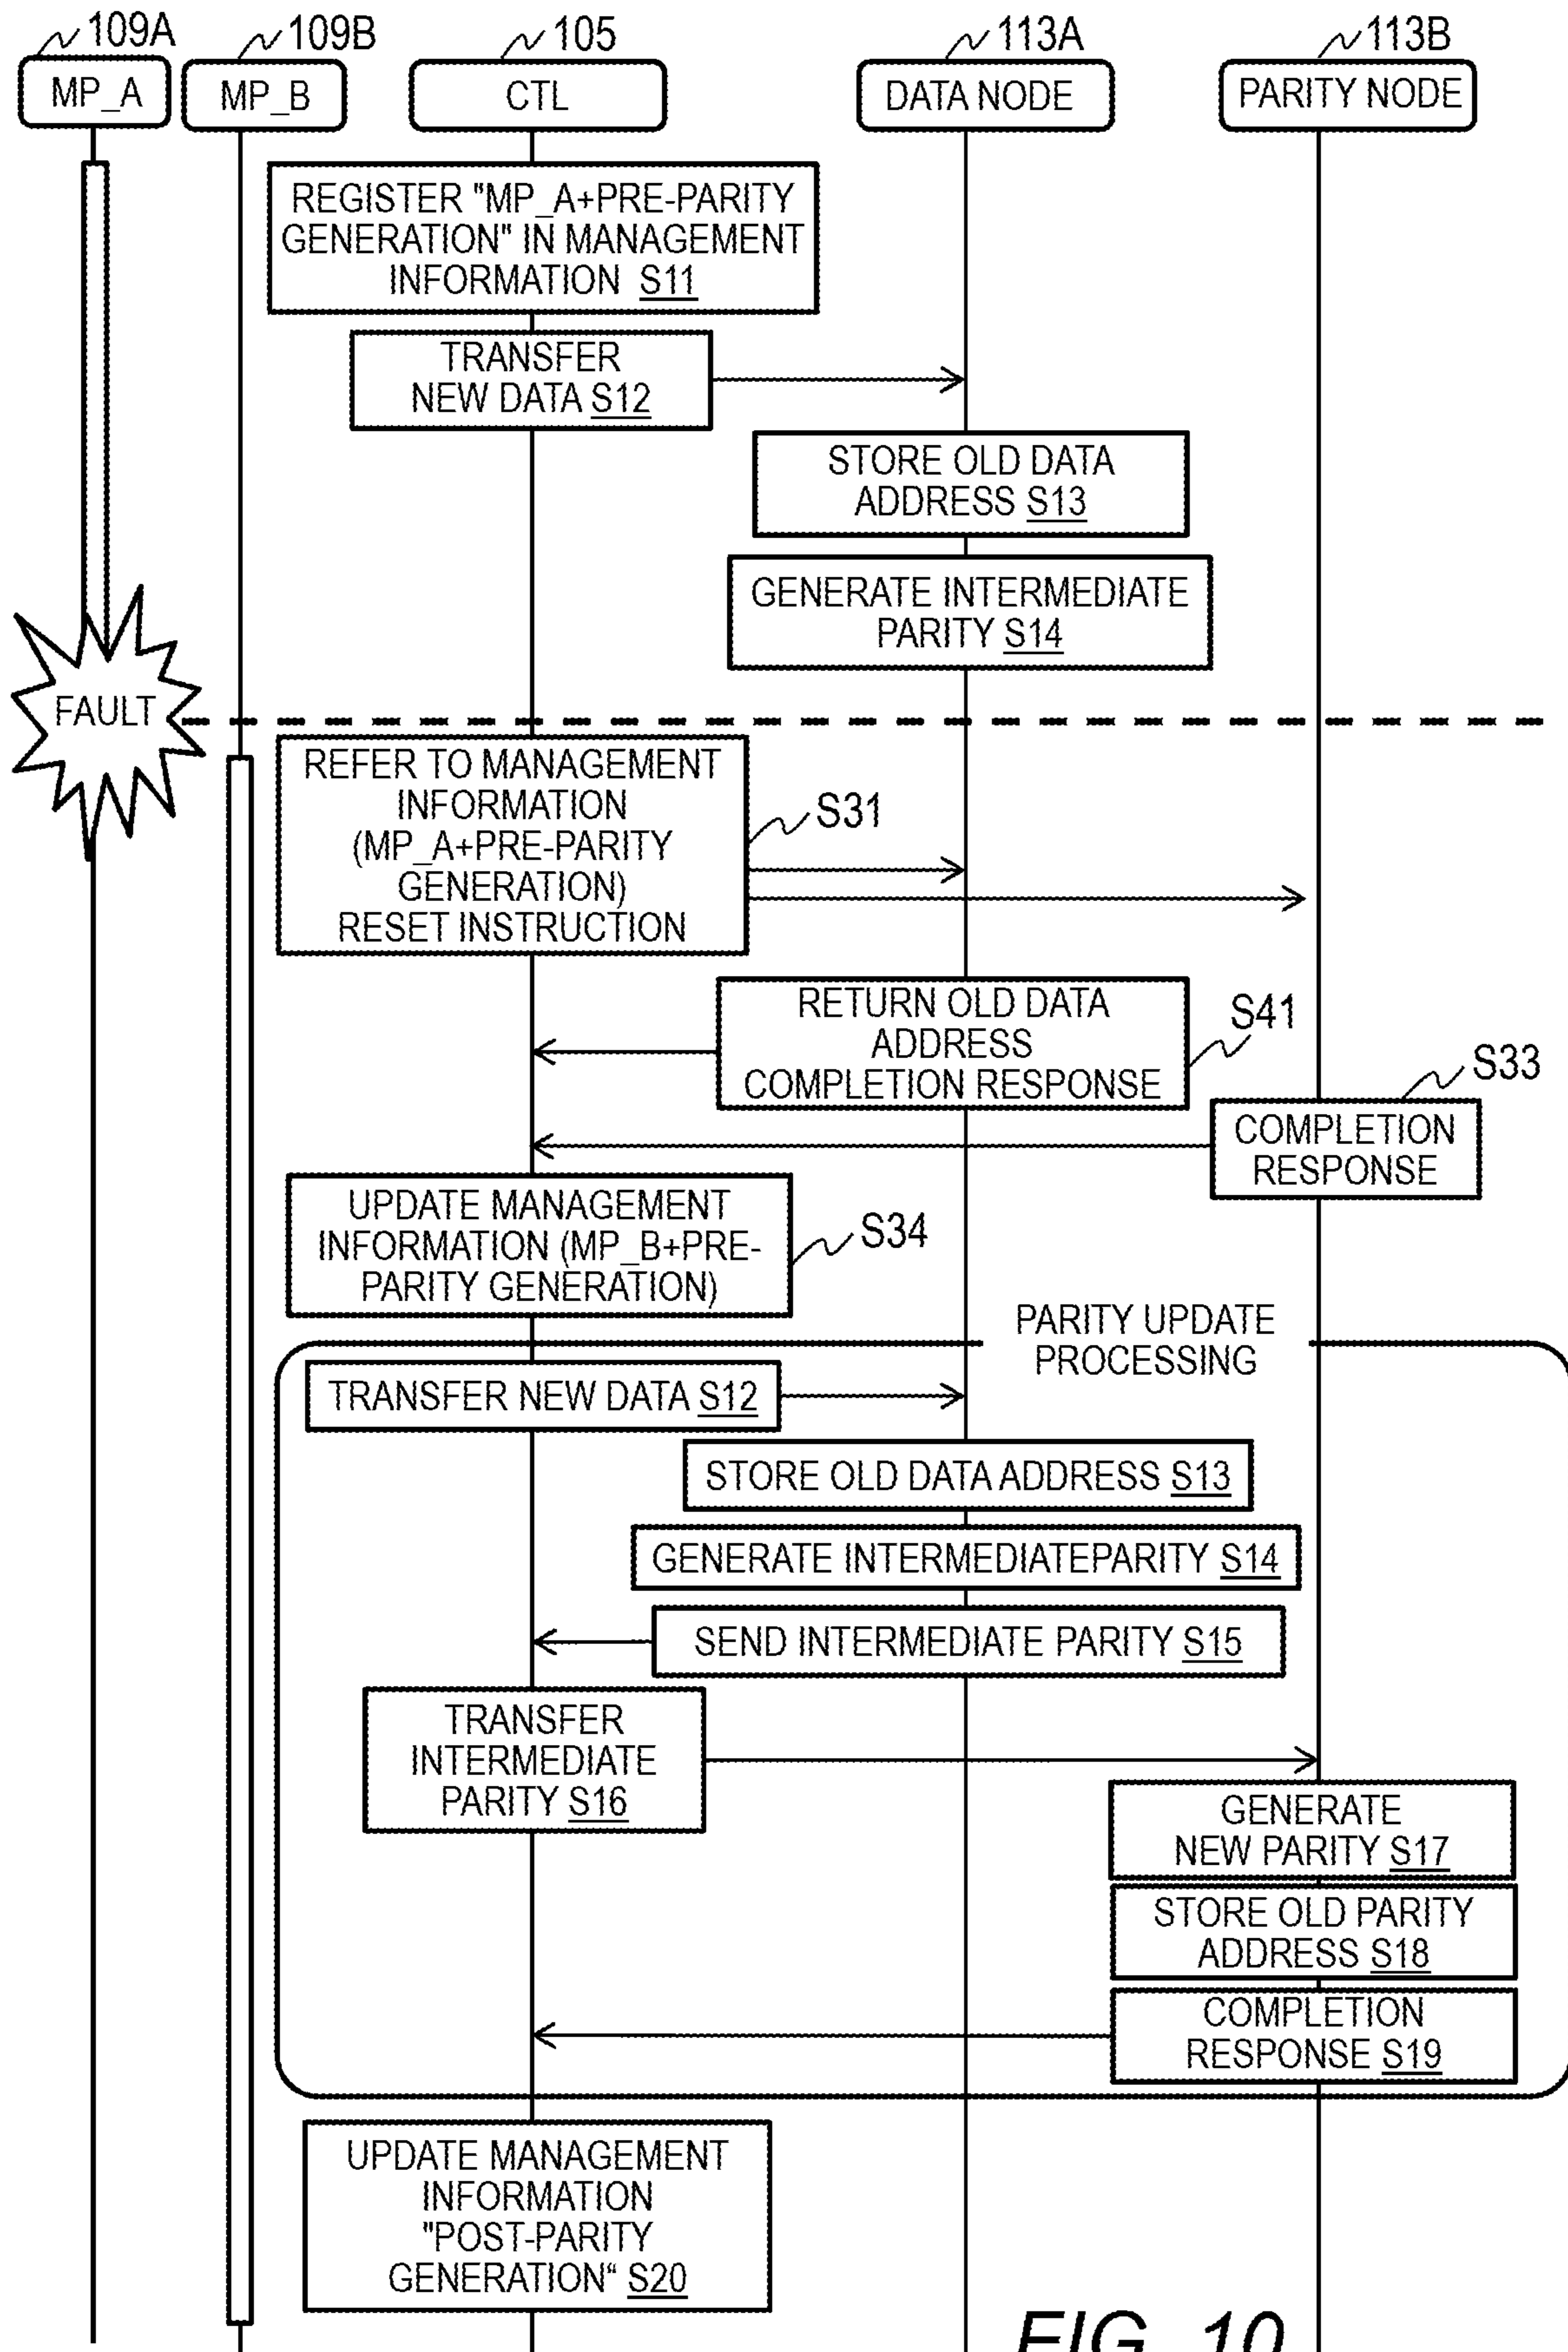 109A
109B
105
113A
113B
MP_A
MP_B
CTL
DATA NODE
PARITY NODE
REGISTER "MP_A+PRE-PARITY
GENERATION" IN MANAGEMENT
INFORMATION S11
TRANSFER
NEW DATA S12
STORE OLD DATA
ADDRESS S13
GENERATE INTERMEDIATE
PARITY S14
FAULT
REFER TO MANAGEMENT
INFORMATION
(MP_A+PRE-PARITY
GENERATION)
RESET INSTRUCTION
S31
RETURN OLD DATA
ADDRESS
COMPLETION RESPONSE
S41
S33
COMPLETION
RESPONSE
UPDATE MANAGEMENT
INFORMATION (MP_B+PRE-
PARITY GENERATION)
S34
PARITY UPDATE
PROCESSING
TRANSFER NEW DATA S12
STORE OLD DATA ADDRESS S13
GENERATE INTERMEDIATEPARITY S14
SEND INTERMEDIATE PARITY S15
TRANSFER
INTERMEDIATE
PARITY S16
GENERATE
NEW PARITY S17
STORE OLD PARITY
ADDRESS S18
COMPLETION
RESPONSE S19
UPDATE MANAGEMENT
INFORMATION
"POST-PARITY
GENERATION“ S20
FIG. 10